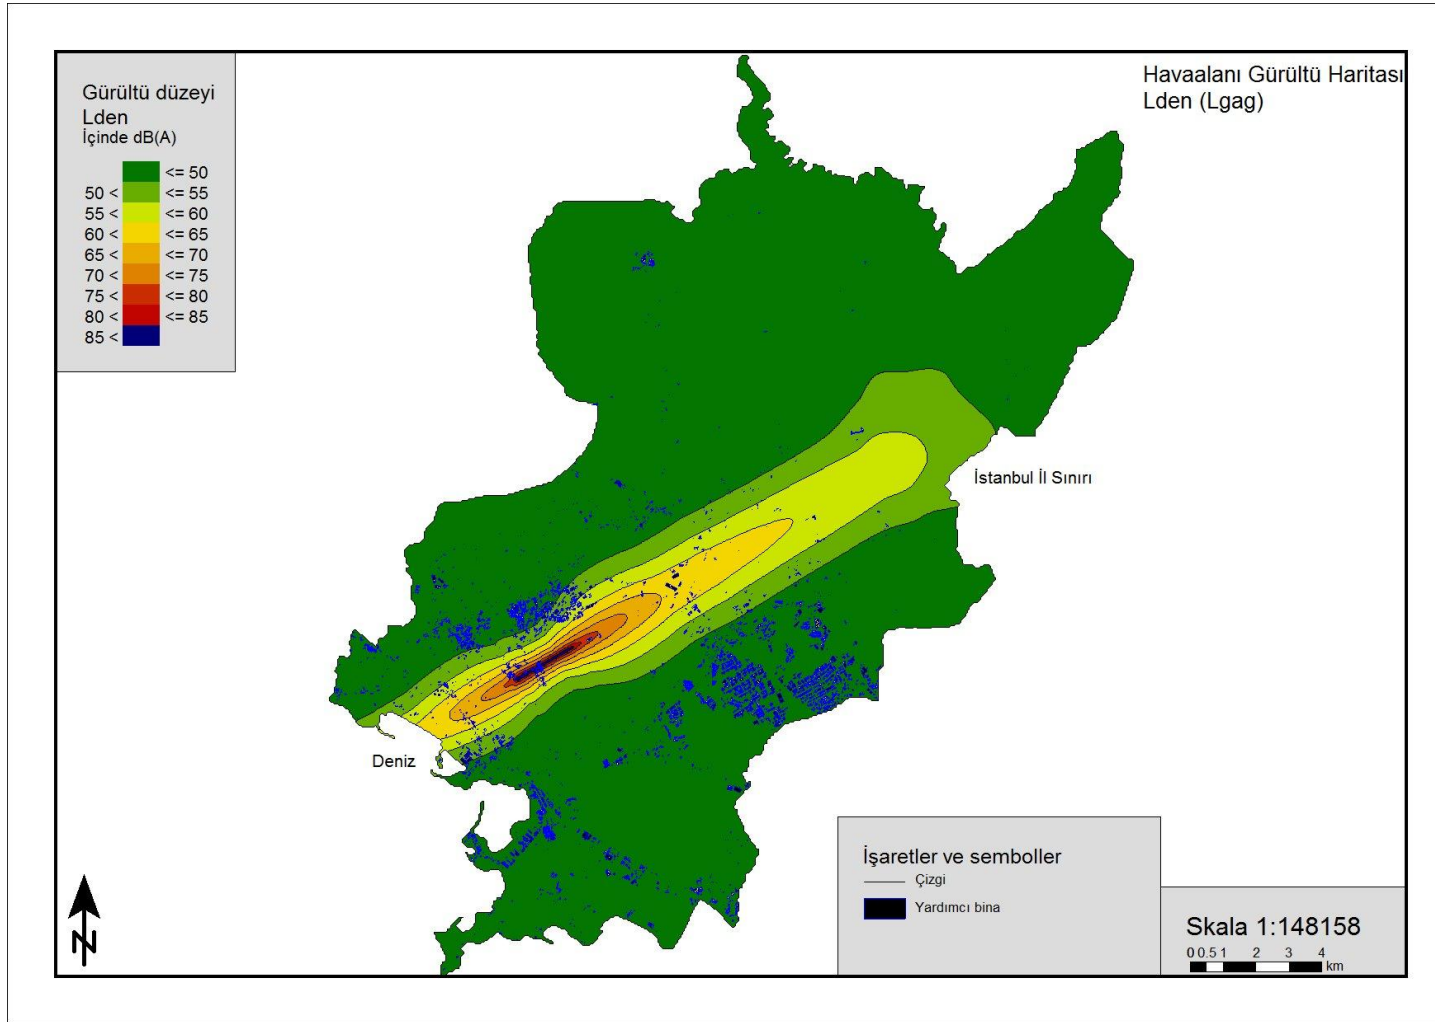 Gürültü düzeyi
Lden
İçinde dB(A)
<= 50
50 < <= 55
55 < <= 60
60 < <= 65
65 < <= 70
70 < <= 75
75 < <= 80
80 < <= 85
85 <
Havaalanı Gürültü Haritası
Lden (Lgag)
İstanbul İl Sınırı
Deniz
İşaretler ve semboller
Çizgi
Yardımcı bina
Skala 1:148158
0 0.5 1 2 3 4
km
N